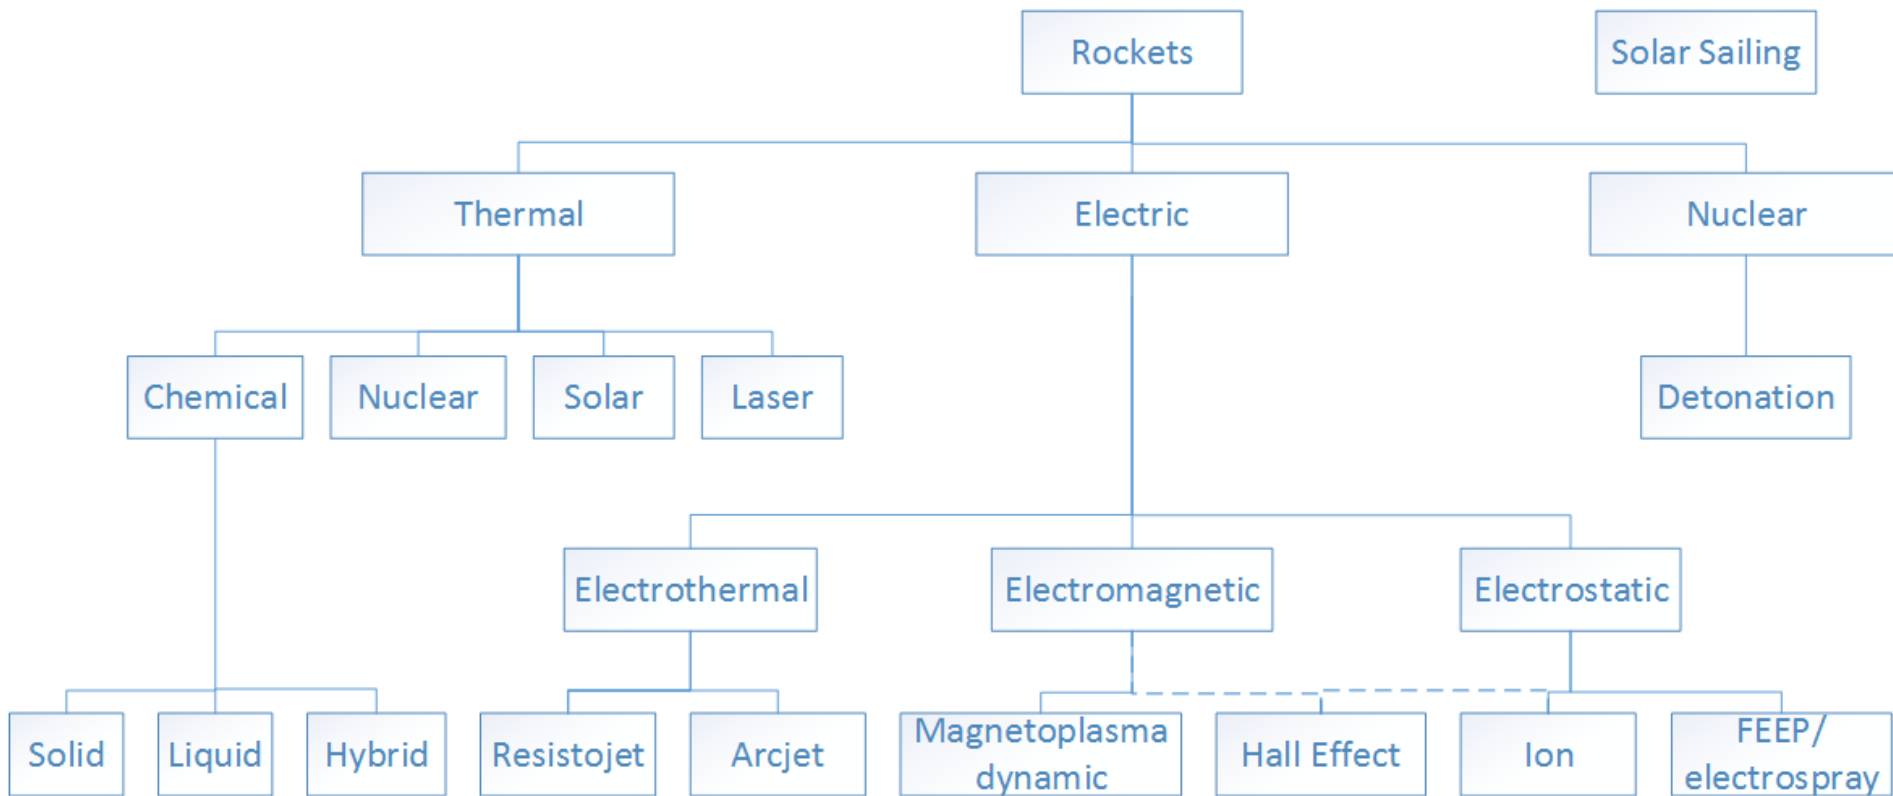 Rockets
Solar Sailing
Thermal
Electric
Nuclear
Chemical
Nuclear
Solar
Laser
Detonation
Electrothermal
Electromagnetic
Electrostatic
Solid
Liquid
Hybrid
Resistojet
Arcjet
Magnetoplasma
dynamic
Hall Effect
Ion
FEEP/
electrospray